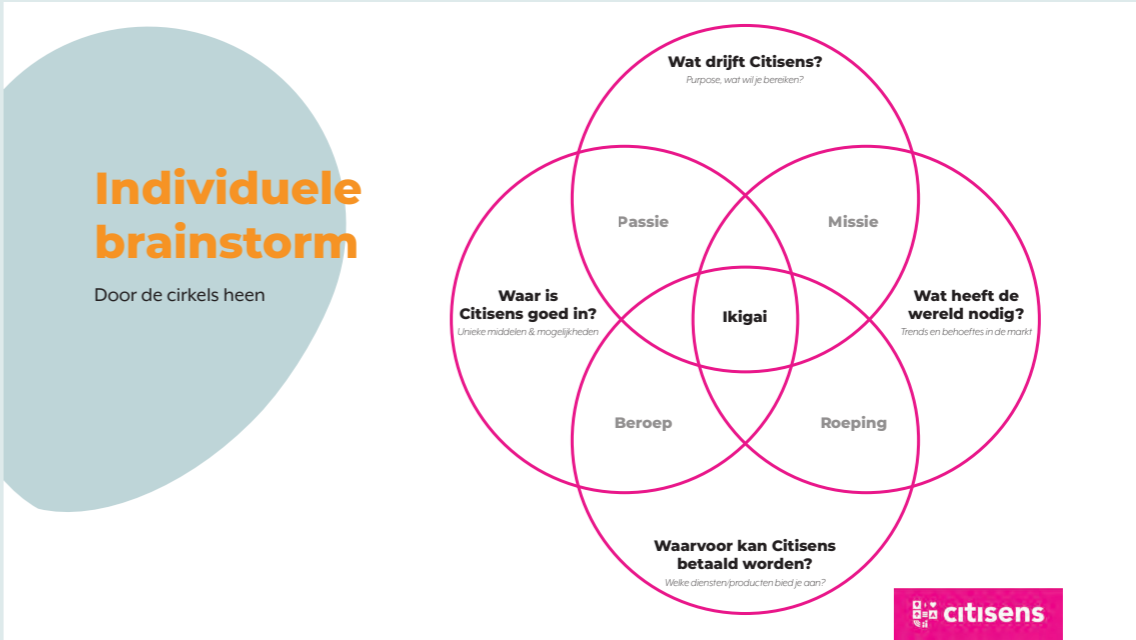 Individuele
brainstorm
Door de cirkels heen
Wat drijft Citisens?
Purpose, wat wil je bereiken?
Passie
Missie
Waar is
Citisens goed in?
Unieke middelen & mogelijkheden
Ikigai
Wat heeft de
wereld nodig?
Trends en behoeftes in de markt
Beroep
Roeping
Waarvoor kan Citisens
betaald worden?
Welke diensten/producten bied je aan?
citisens